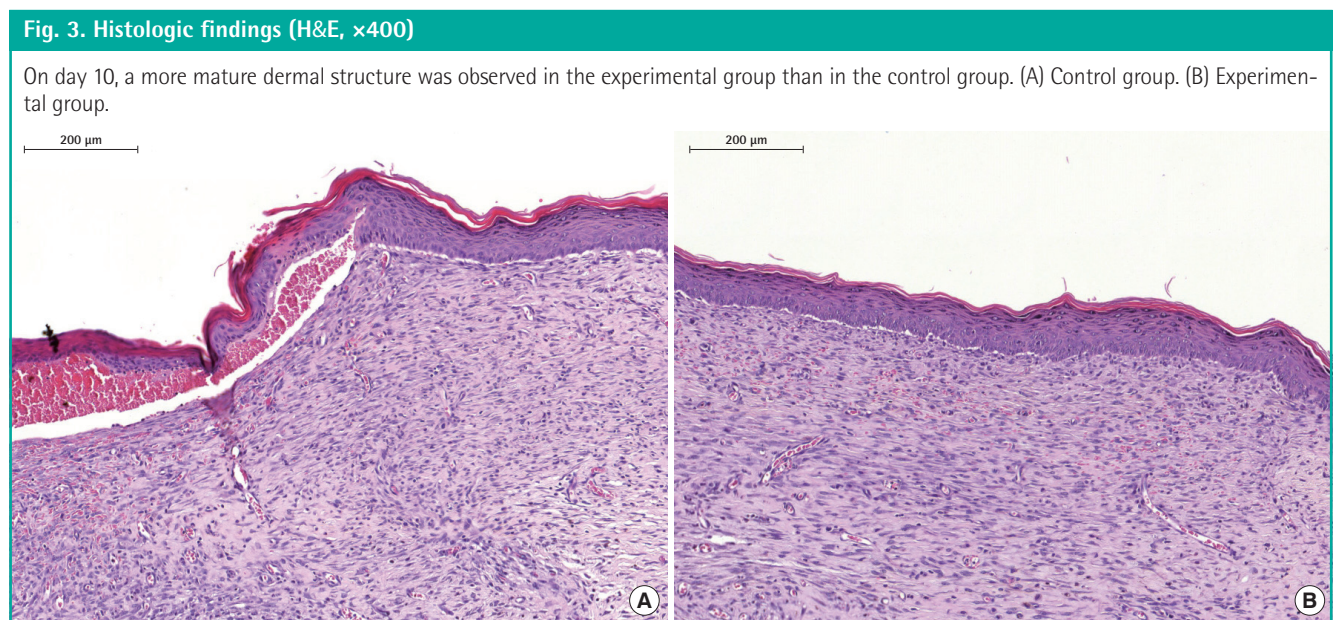 Fig. 3. Histologic findings (H&E, ×400)
On day 10, a more mature dermal structure was observed in the experimental group than in the control group. (A) Control group. (B) Experimen-
tal group.
200 µm
200 µm
A
B